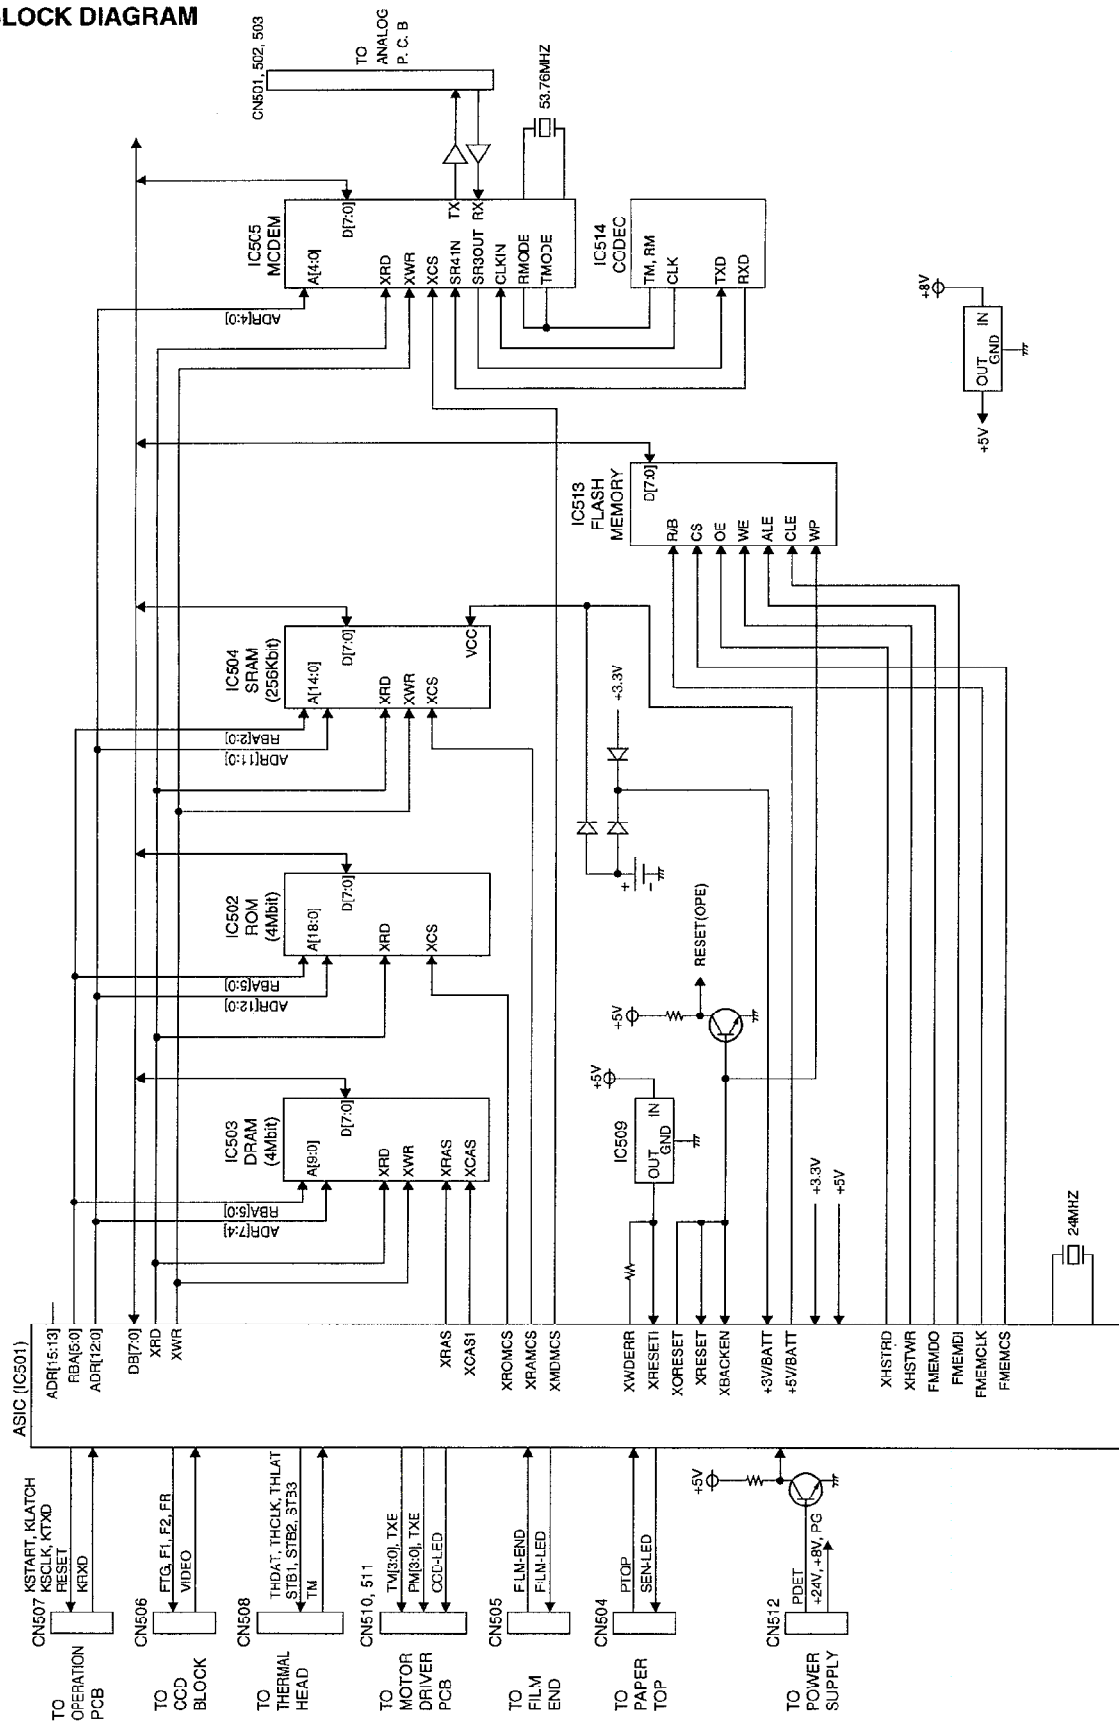 LOCK DIAGRAM
CN501, 502, 503
TO
ANALOG
P. C. B
53.76MHZ
IC505
MODEM
A[4:0]
D[7:0]
XRD
XWR
XCS
SR41N
SR3OUT
CLKIN
RMODE
TMODE
TX
RX
ADR[4:0]
IC514
CODEC
TM, RM
CLK
TXD
RXD
+8V
IN
GND
OUT
+5V
IC513
FLASH
MEMORY
D[7:0]
R/B
CS
OE
WE
ALE
CLE
WP
IC504
SRAM
(256Kbit)
A[14:0]
D[7:0]
XRD
XWR
XCS
VCC
RBA[2:0]
ADR[11:0]
+3.3V
+
-
IC502
ROM
(4Mbit)
A[18:0]
D[7:0]
XRD
XCS
RBA[5:0]
ADR[12:0]
RESET(OPE)
+5V
+5V
IC509
IN
GND
OUT
IC503
DRAM
(4Mbit)
A[9:0]
D[7:0]
XRD
XWR
XRAS
XCAS
RBA[5:0]
ADR[7:4]
+3.3V
+5V
24MHZ
ASIC (IC501)
ADR[15:13]
RBA[5:0]
ADR[12:0]
DB[7:0]
XRD
XWR
XRAS
XCAS1
XROMCS
XRAMCS
XMDMCS
XWDERR
XRESETI
XORESET
XRESET
XBACKEN
+3V/BATT
+5V/BATT
XHSTRD
XHSTWR
FMEMDO
FMEMDI
FMEMCLK
FMEMCS
CN507
KSTART, KLATCH
KSCLK, KTXD
RESET
KRXD
TO
OPERATION
PCB
CN506
FTG, F1, F2, FR
VIDEO
TO
CCD
BLOCK
CN508
THDAT, THCLK, THLAT
STB1, STB2, STB3
TM
TO
THERMAL
HEAD
CN510, 511
TM[3:0], TXE
PM[3:0], TXE
CCD-LED
TO
MOTOR
DRIVER
PCB
CN505
FILM-END
FILM-LED
TO
FILM
END
CN504
PTOP
SEN-LED
TO
PAPER
TOP
CN512
+5V
PDET
+24V, +8V, PG
TO
POWER
SUPPLY